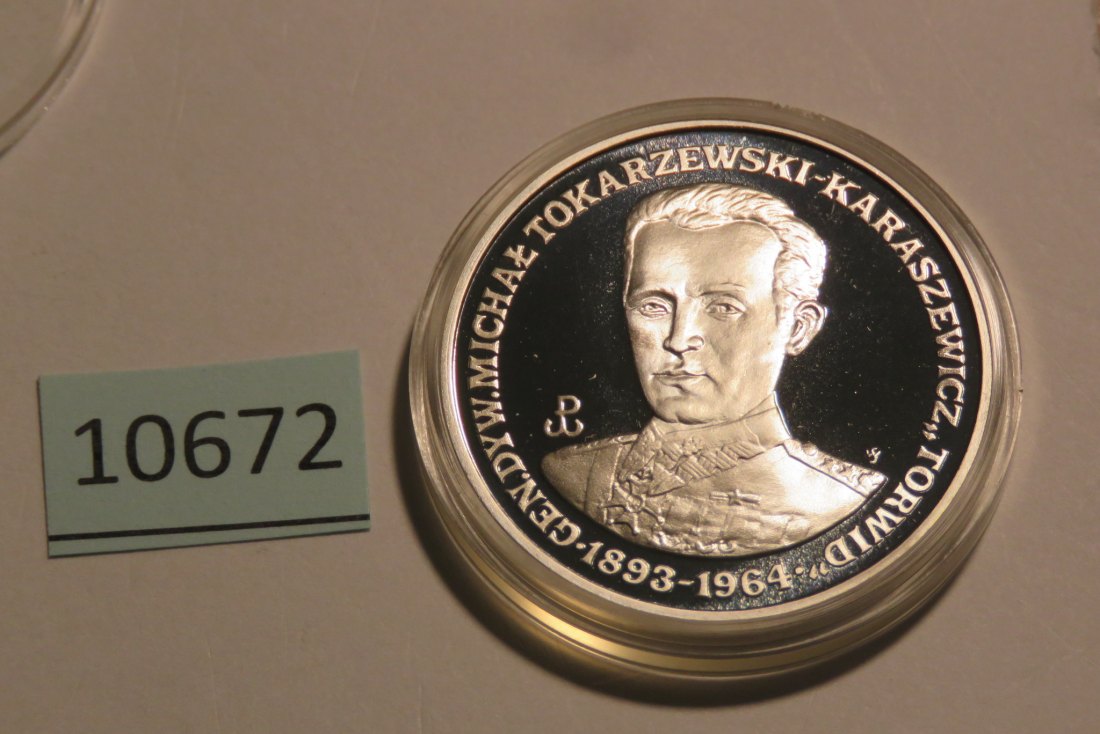 10672
GEN.DYW.MICHAŁ TOKARZEWSKI-KARASZEWICZ„TORWID”
·1893-1964·